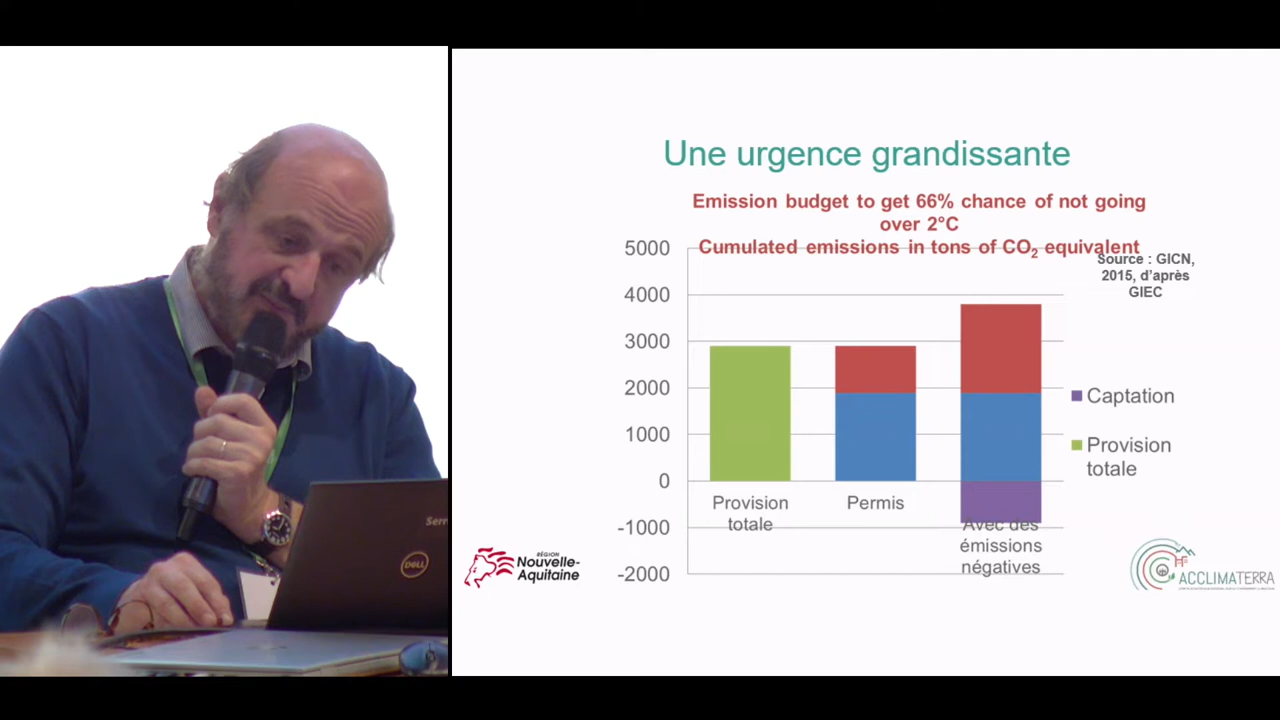 Une urgence grandissante
Emission budget to get 66% chance of not going
over 2°C
Cumulated emissions in tons of CO₂ equivalent
Source : GICN,
2015, d'après
GIEC
5000
4000
3000
2000
1000
0
-1000
-2000
Provision
totale
Permis
Avec des
émissions
négatives
Captation
Provision
totale
RÉGION
Nouvelle-
Aquitaine
ACCLIMATERRA
DELL